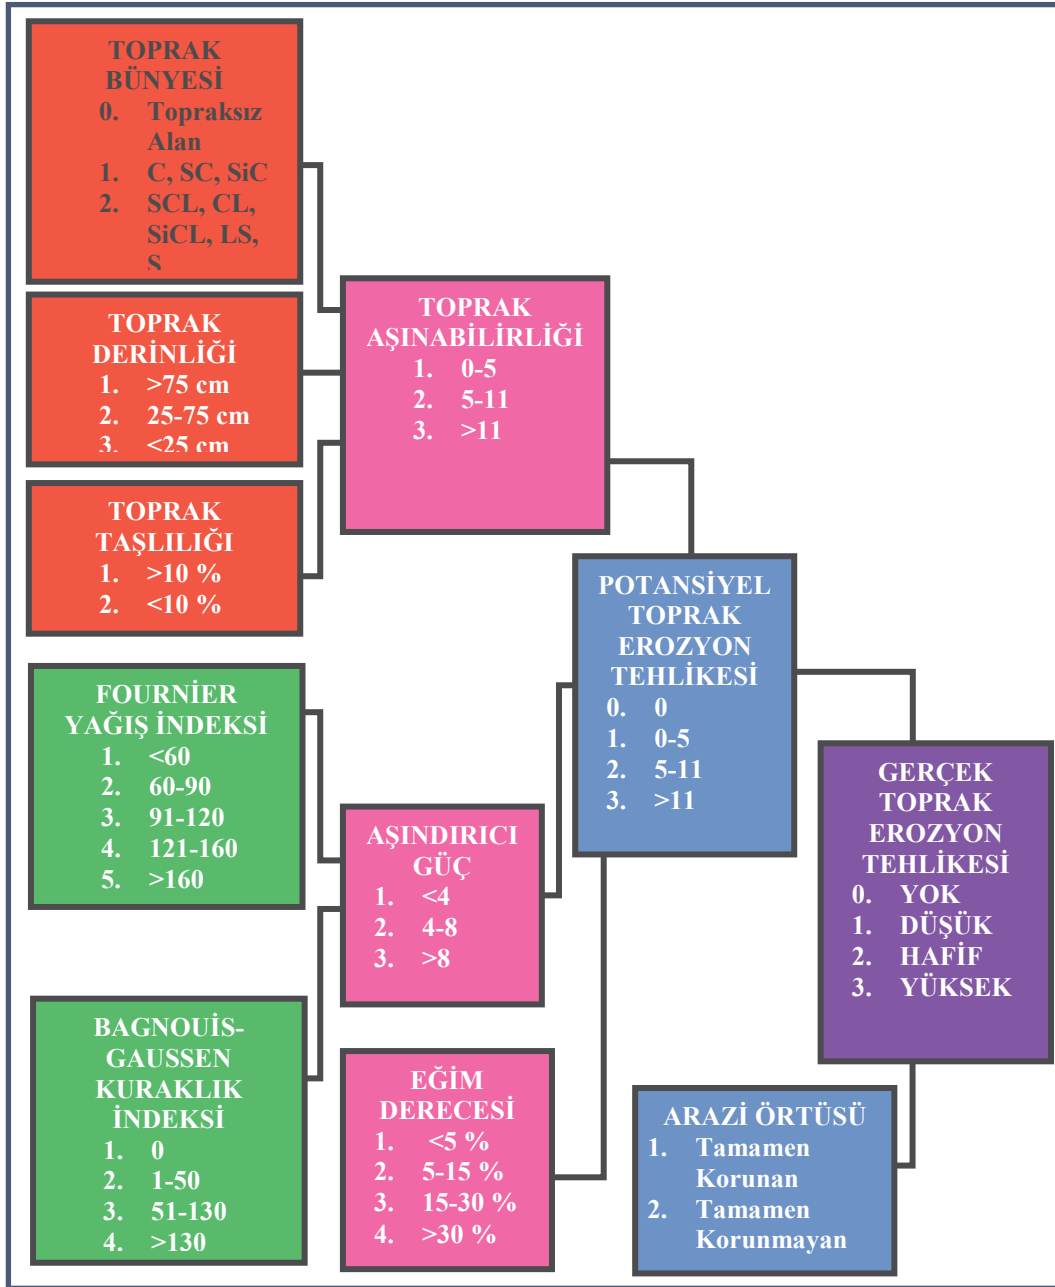 TOPRAK
BÜNYESİ
0. Topraksız
Alan
1. C, SC, SiC
2. SCL, CL,
SiCL, LS,
S
TOPRAK
DERİNLİĞİ
1. >75 cm
2. 25-75 cm
3. <25 cm
TOPRAK
TAŞLILIĞI
1. >10 %
2. <10 %
TOPRAK
AŞINABİLİRLİĞİ
1. 0-5
2. 5-11
3. >11
FOURNİER
YAĞIŞ İNDEKSİ
1. <60
2. 60-90
3. 91-120
4. 121-160
5. >160
BAGNOUİS-
GAUSSEN
KURAKLIK
İNDEKSİ
1. 0
2. 1-50
3. 51-130
4. >130
AŞINDIRICI
GÜÇ
1. <4
2. 4-8
3. >8
EĞİM
DERECESİ
1. <5 %
2. 5-15 %
3. 15-30 %
4. >30 %
POTANSİYEL
TOPRAK
EROZYON
TEHLİKESİ
0. 0
1. 0-5
2. 5-11
3. >11
GERÇEK
TOPRAK
EROZYON
TEHLİKESİ
0. YOK
1. DÜŞÜK
2. HAFİF
3. YÜKSEK
ARAZİ ÖRTÜSÜ
1. Tamamen
Korunan
2. Tamamen
Korunmayan